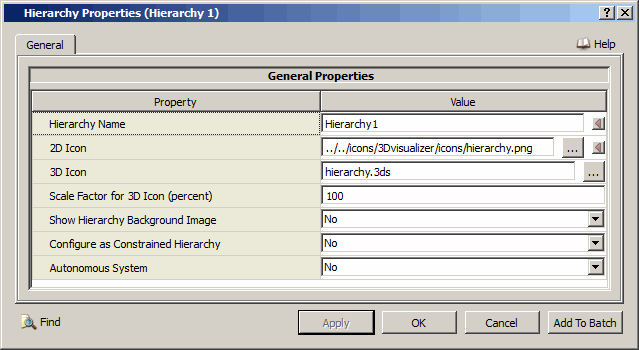 Hierarchy Properties (Hierarchy 1)
General
Help
General Properties
Property Value
Hierarchy Name Hierarchy1
2D Icon ../../icons/3Dvisualizer/icons/hierarchy.png ...
3D Icon hierarchy.3ds ...
Scale Factor for 3D Icon (percent) 100
Show Hierarchy Background Image No
Configure as Constrained Hierarchy No
Autonomous System No
Find Apply OK Cancel Add To Batch